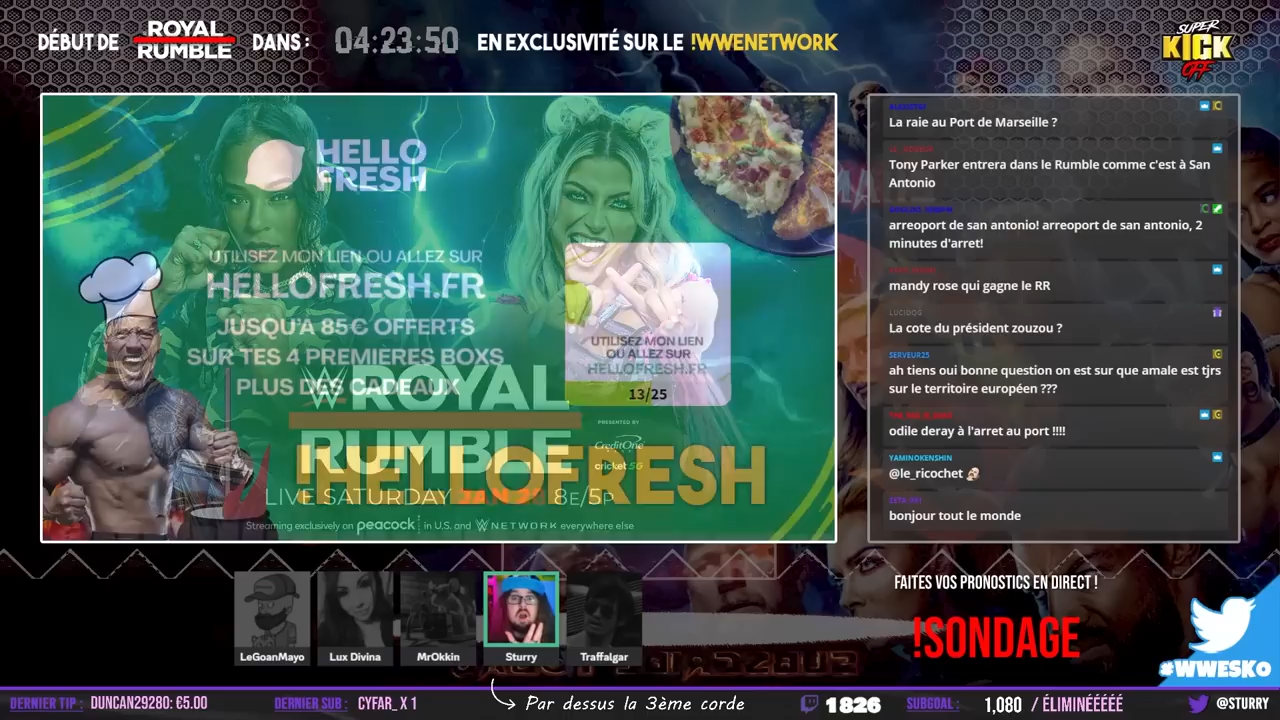 DÉBUT DE
ROYAL
RUMBLE
DANS :
04:23:50
EN EXCLUSIVITÉ SUR LE !WWENETWORK
SUPER
KICK
OFF
HELLO
FRESH
UTILISEZ MON LIEN OU ALLEZ SUR
HELLOFRESH.FR
JUSQU'À 85€ OFFERTS
SUR TES 4 PREMIERES BOXS
PLUS DES CADEAUX
UTILISEZ MON LIEN
OU ALLEZ SUR
HELLOFRESH.FR
13/25
ROYAL
RUMBLE
PRESENTED BY
CreditOne
cricket 5G
!HELLOFRESH
LIVE SATURDAY JAN 8E/5P
Streaming exclusively on peacock in U.S. and NETWORK everywhere else
La raie au Port de Marseille ?
Tony Parker entrera dans le Rumble comme c'est à San
Antonio
arreoport de san antonio! arreoport de san antonio, 2
minutes d'arret!
mandy rose qui gagne le RR
LUCIDOG
La cote du président zouzou ?
SERVEUR25
ah tiens oui bonne question on est sur que amale est tjrs
sur le territoire européen ???
odile deray à l'arret au port !!!!
YAMINOKENSHIN
@le_ricochet
bonjour tout le monde
LeGoanMayo
Lux Divina
MrOkkin
Sturry
Traffalgar
FAITES VOS PRONOSTICS EN DIRECT !
!SONDAGE
#WWESKO
DERNIER TIP : DUNCAN29280: €5.00
DERNIER SUB : CYFAR_ X 1
Par dessus la 3ème corde
1826
SUBGOAL : 1,080 / ÉLIMINÉÉÉÉÉ
@STURRY